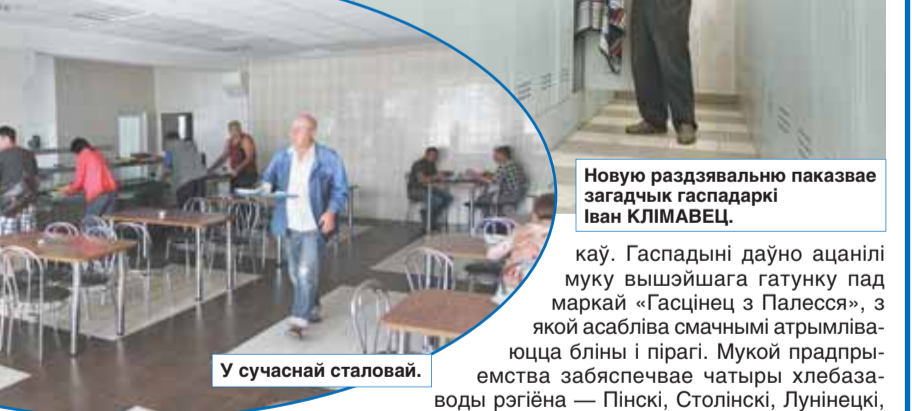 Новую раздзявальню паказвае
загадчык гаспадаркі
Іван КЛІМАВЕЦ.
каў. Гаспадыні даўно ацанілі
муку вышэйшага гатунку пад
маркай «Гасцінец з Палесся», з
якой асабліва смачнымі атрымліва-
юцца бліны і пірагі. Мукой прадпры-
емства забяспечвае чатыры хлебаза-
воды рэгіёна — Пінскі, Столінскі, Лунінецкі,
У сучаснай сталовай.